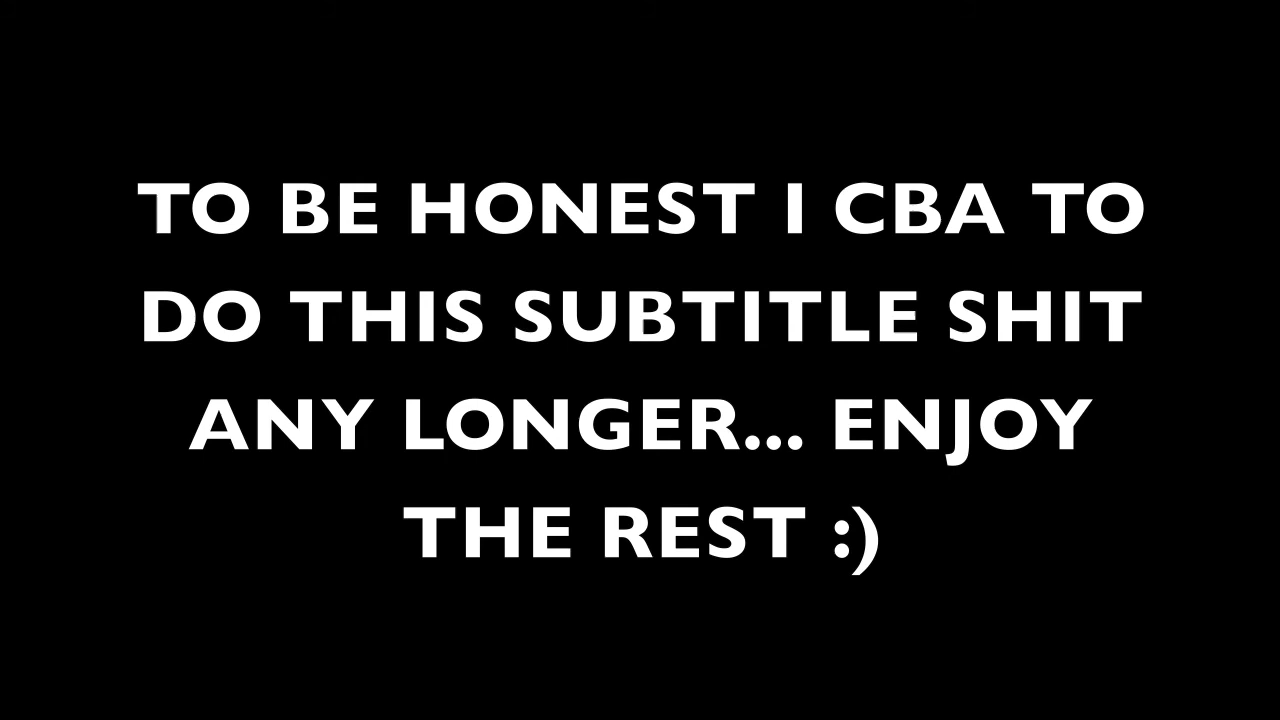 TO BE HONEST I CBA TO
DO THIS SUBTITLE SHIT
ANY LONGER... ENJOY
THE REST :)